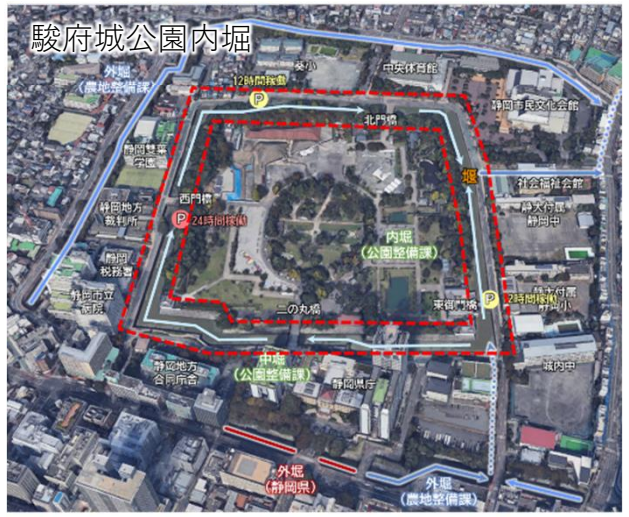 駿府城公園内堀
外堀
（農地整備課）
葵小
中央体育館
12時間稼働
P
静岡市民文化会館
北門橋
静岡雙葉
学園
堰
社会福祉会館
西門橋
静岡地方
裁判所
P
24時間稼働
静大付属
静岡中
内堀
（公園整備課）
静岡
税務署
静岡市立
病院
二の丸橋
東御門橋
P
12時間稼働
静大付属
静岡小
中堀
（公園整備課）
静岡地方
合同庁舎
静岡県庁
城内中
外堀
（静岡県）
外堀
（農地整備課）